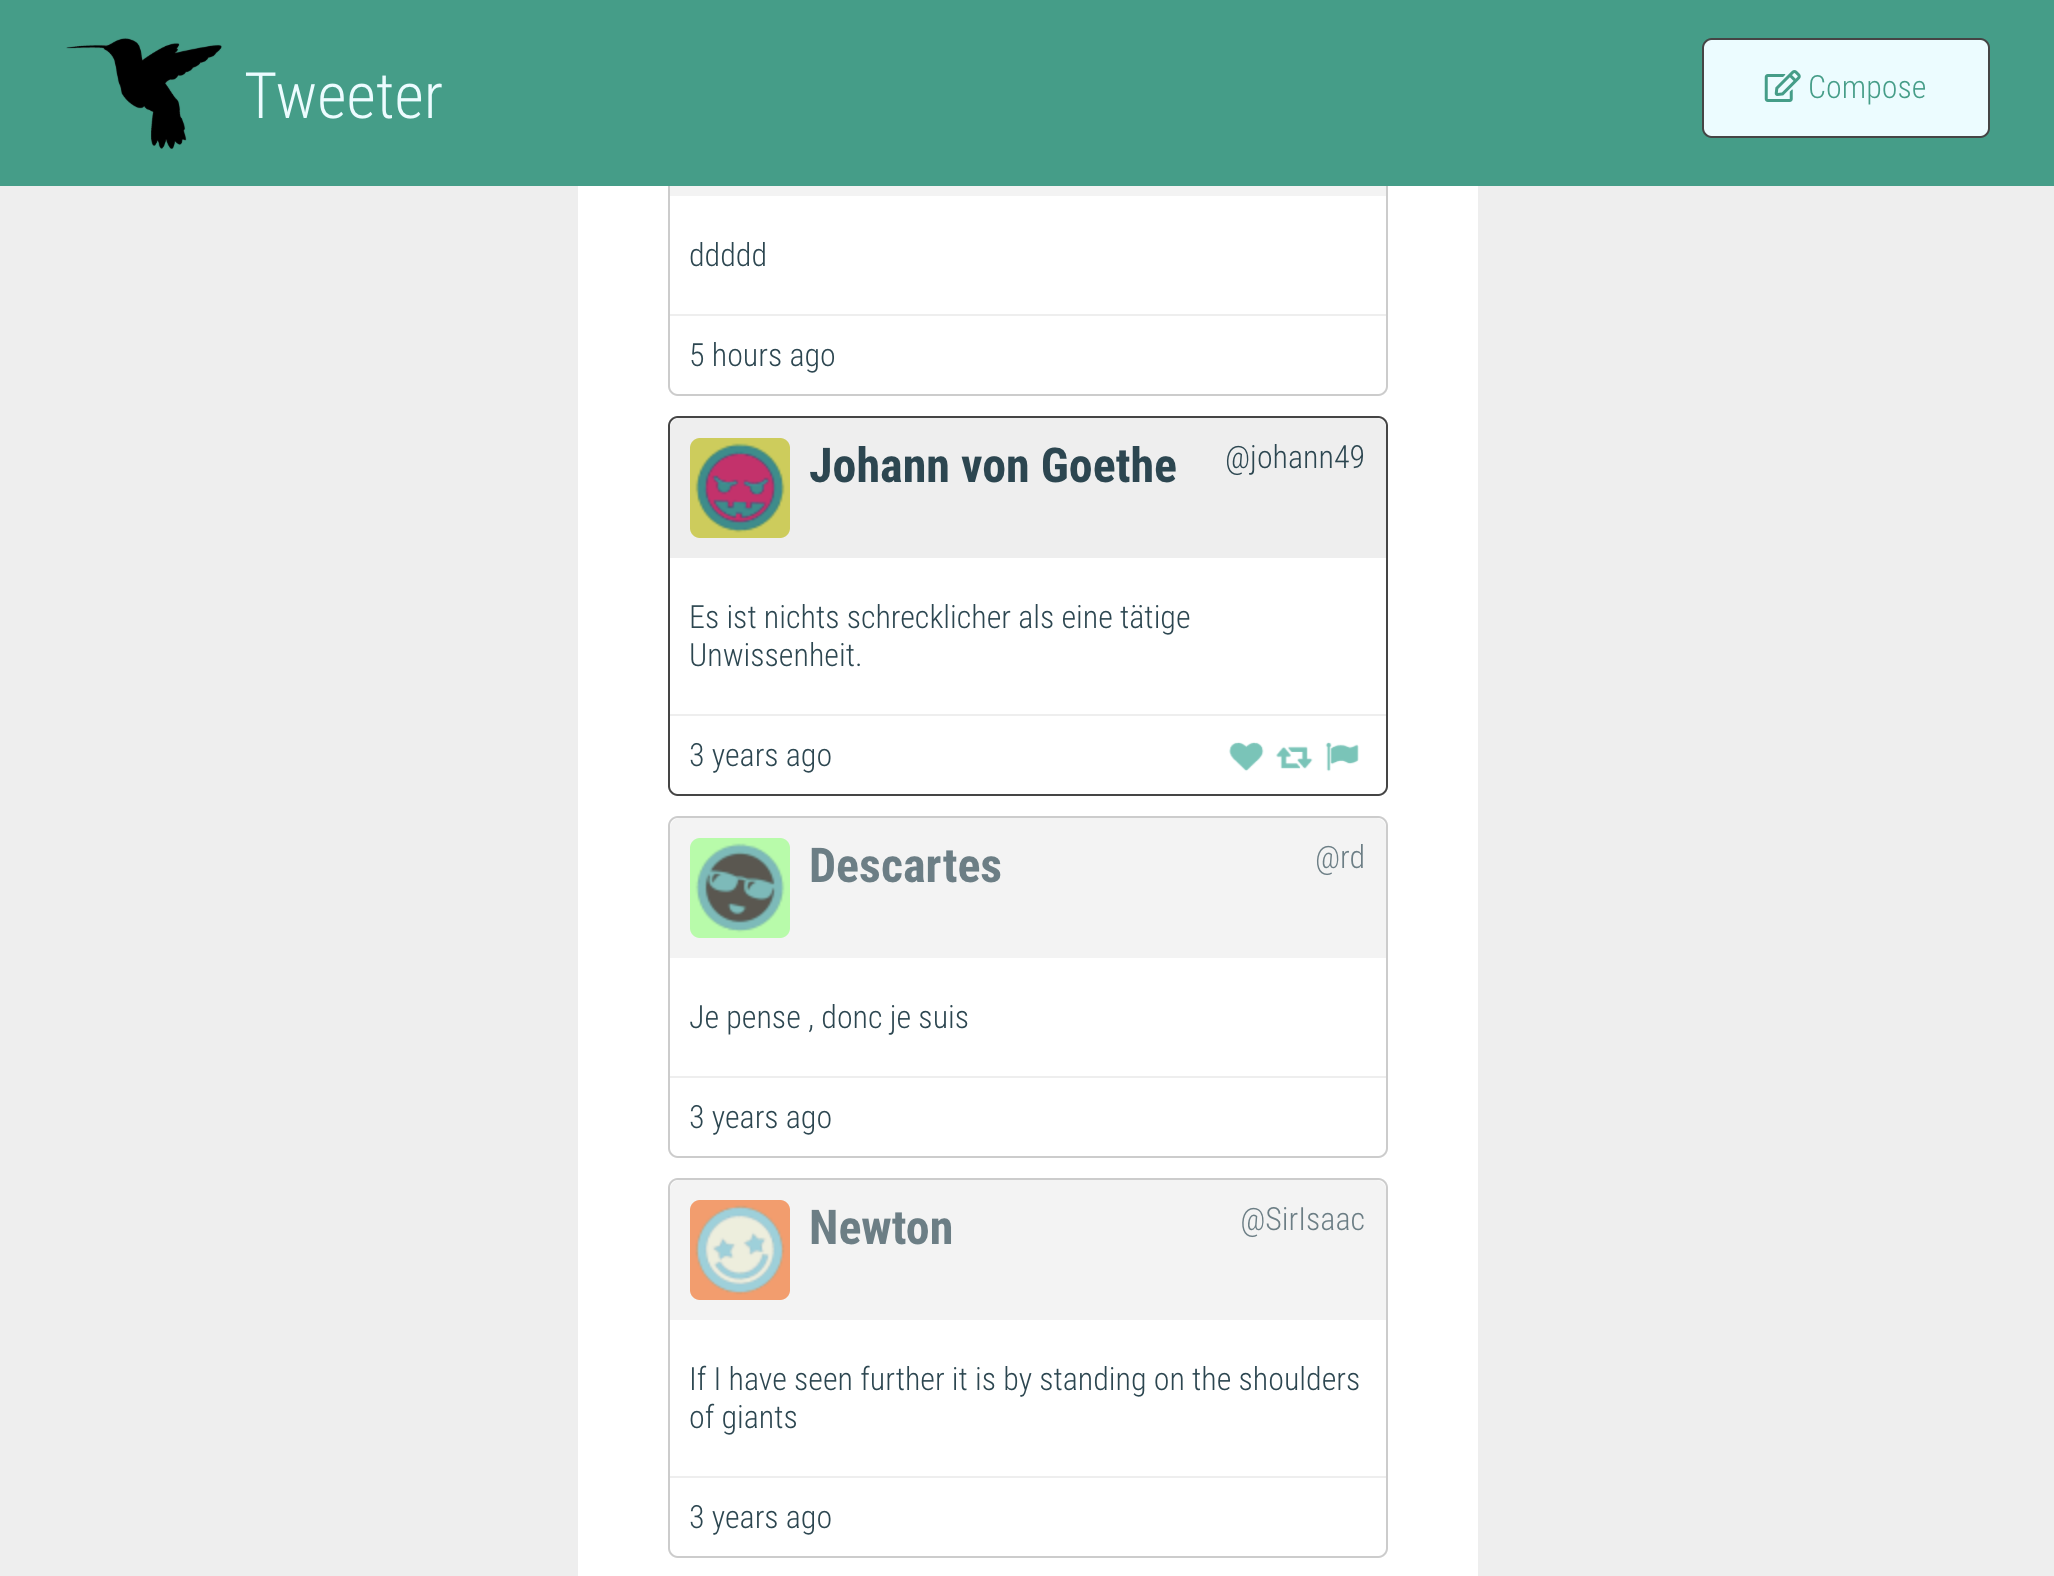 Tweeter
Compose
ddddd
5 hours ago
Johann von Goethe @johann49
Es ist nichts schrecklicher als eine tätige
Unwissenheit.
3 years ago
Descartes @rd
Je pense , donc je suis
3 years ago
Newton @SirIsaac
If I have seen further it is by standing on the shoulders
of giants
3 years ago